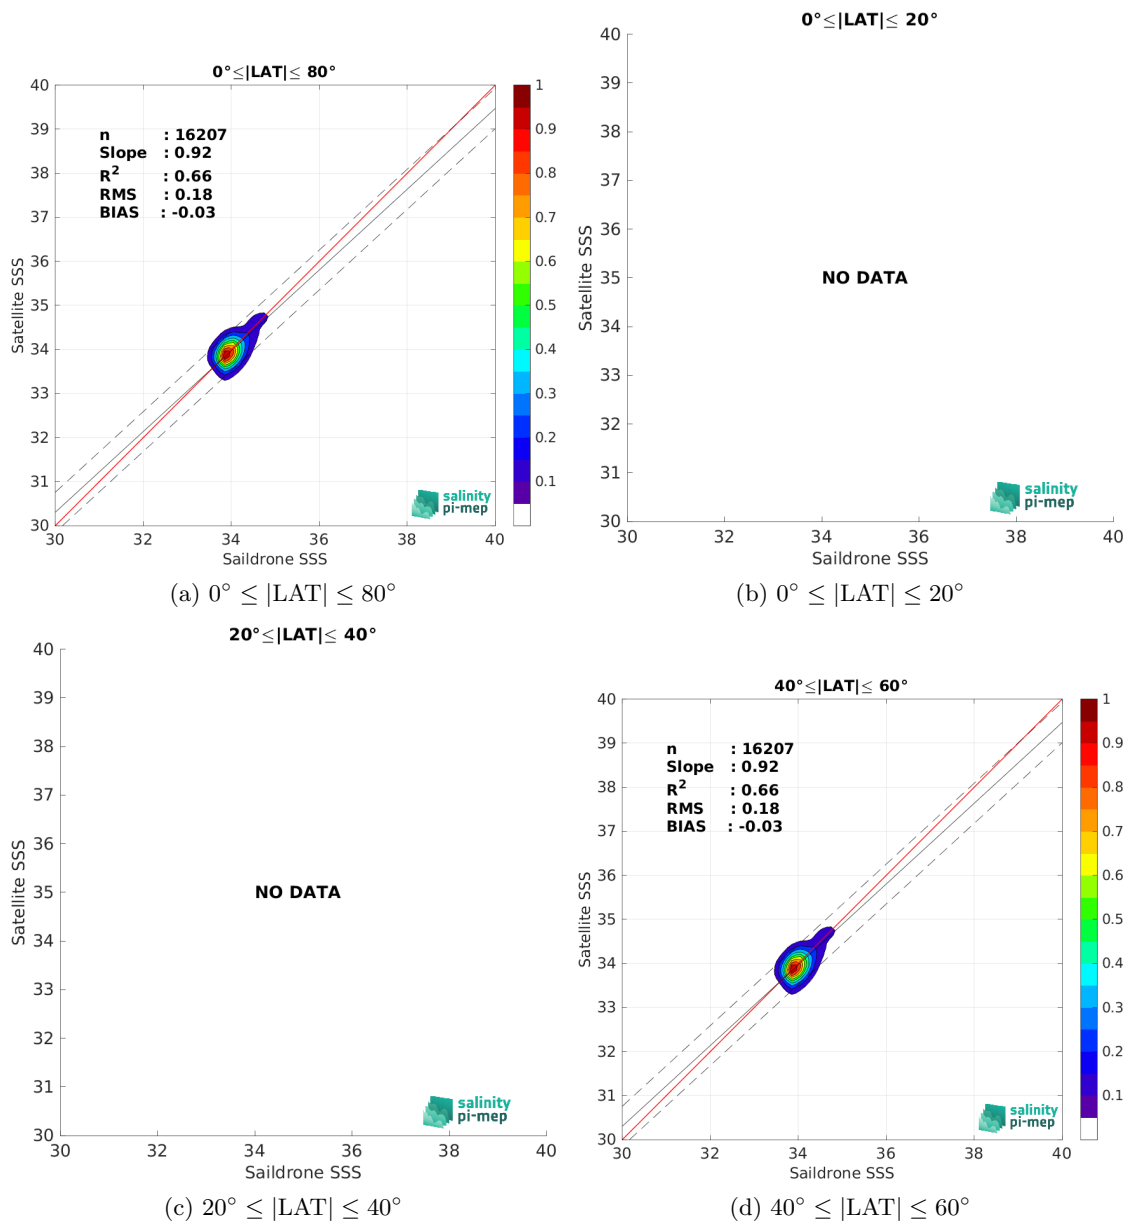 0°≤|LAT|≤ 80°
40
39
38
37
36
35
34
33
32
31
30
Satellite SSS
n : 16207
Slope : 0.92
R² : 0.66
RMS : 0.18
BIAS : -0.03
1
0.9
0.8
0.7
0.6
0.5
0.4
0.3
0.2
0.1
salinity
pi-mep
30 32 34 36 38 40
Saildrone SSS
(a) 0° ≤ |LAT| ≤ 80°
0°≤|LAT|≤ 20°
40
39
38
37
36
35
34
33
32
31
30
Satellite SSS
NO DATA
salinity
pi-mep
30 32 34 36 38 40
Saildrone SSS
(b) 0° ≤ |LAT| ≤ 20°
20°≤|LAT|≤ 40°
40
39
38
37
36
35
34
33
32
31
30
Satellite SSS
NO DATA
salinity
pi-mep
30 32 34 36 38 40
Saildrone SSS
(c) 20° ≤ |LAT| ≤ 40°
40°≤|LAT|≤ 60°
40
39
38
37
36
35
34
33
32
31
30
Satellite SSS
n : 16207
Slope : 0.92
R² : 0.66
RMS : 0.18
BIAS : -0.03
1
0.9
0.8
0.7
0.6
0.5
0.4
0.3
0.2
0.1
salinity
pi-mep
30 32 34 36 38 40
Saildrone SSS
(d) 40° ≤ |LAT| ≤ 60°